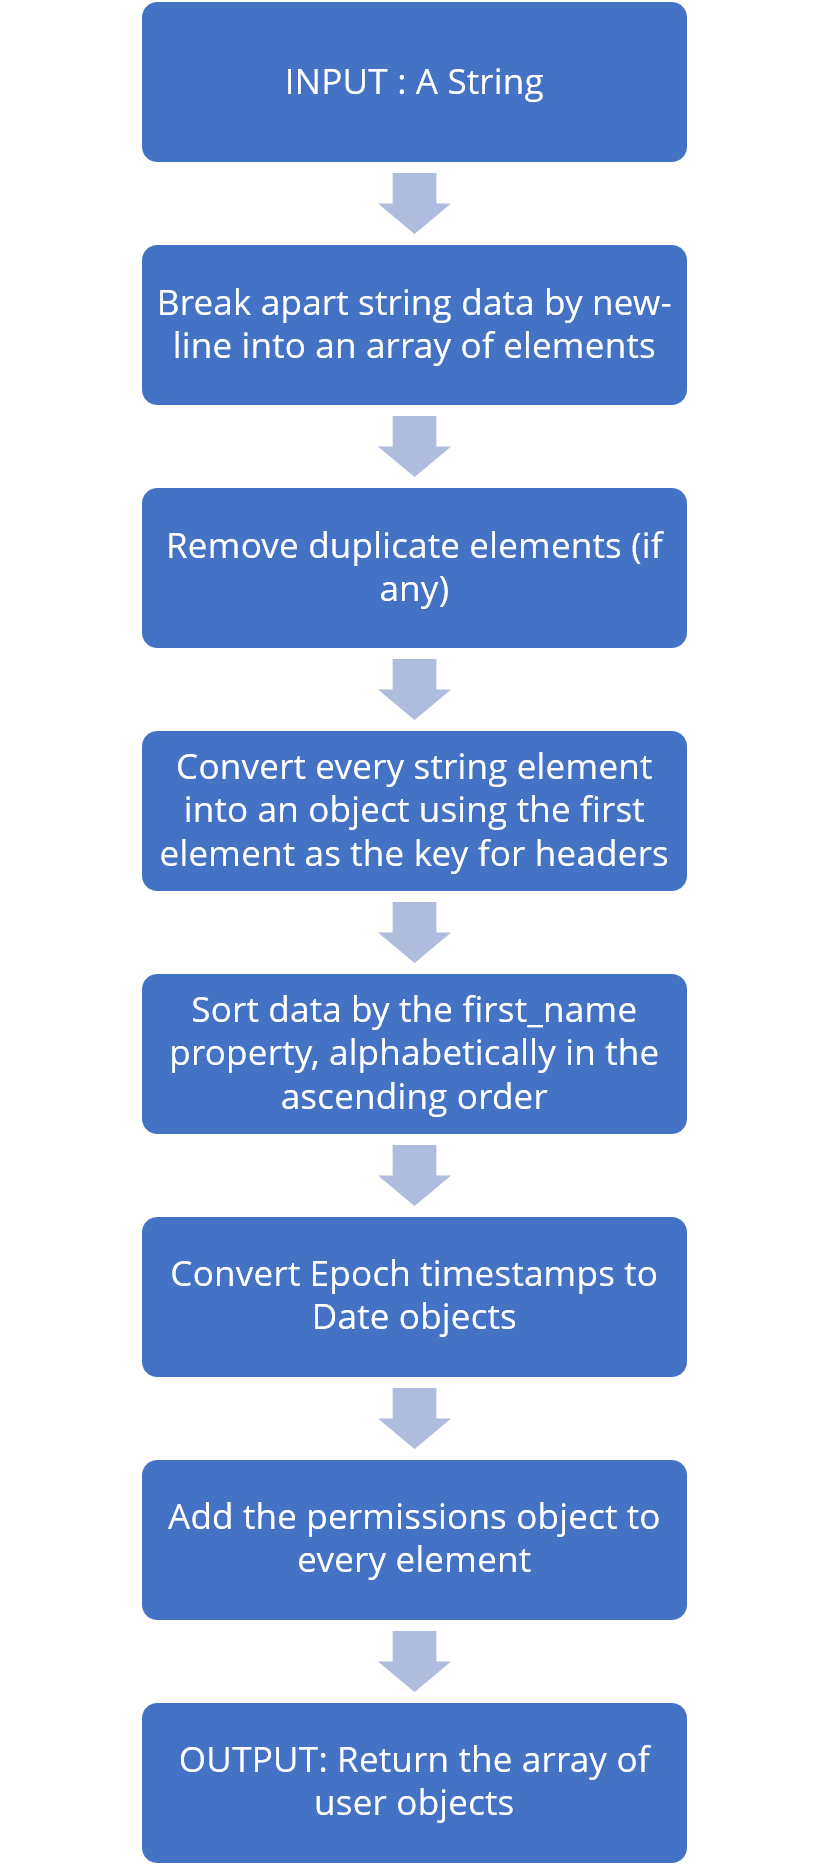 INPUT : A String
Break apart string data by new-
line into an array of elements
Remove duplicate elements (if
any)
Convert every string element
into an object using the first
element as the key for headers
Sort data by the first_name
property, alphabetically in the
ascending order
Convert Epoch timestamps to
Date objects
Add the permissions object to
every element
OUTPUT: Return the array of
user objects